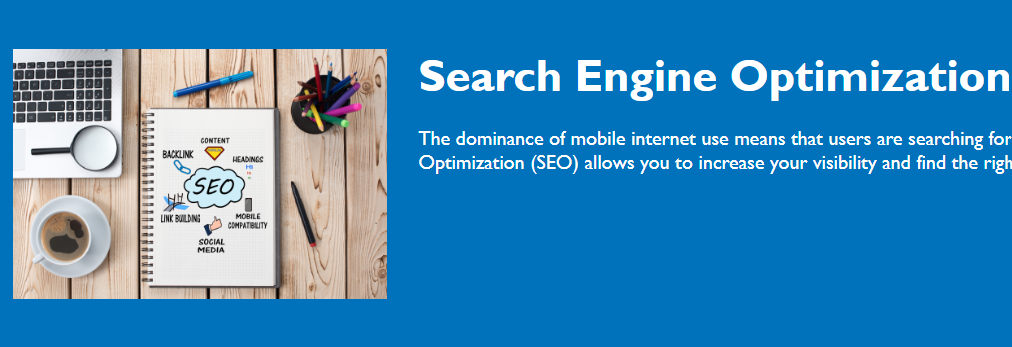 Search Engine Optimization
The dominance of mobile internet use means that users are searching for
Optimization (SEO) allows you to increase your visibility and find the righ
CONTENT
BACKLINK
HEADINGS
SEO
LINK BUILDING
MOBILE
COMPATIBILITY
SOCIAL
MEDIA